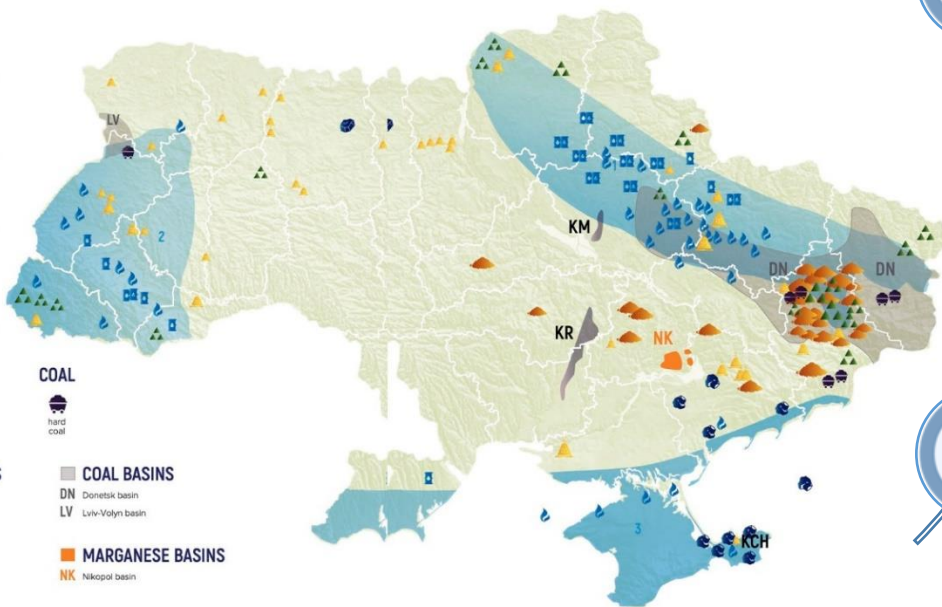 LV
1
2
KM
DN
DN
KR
NK
COAL
hard
coal
S
COAL BASINS
DN Donetsk basin
LV Lviv-Volyn basin
3
KCH
MARGANESE BASINS
NK Nikopol basin